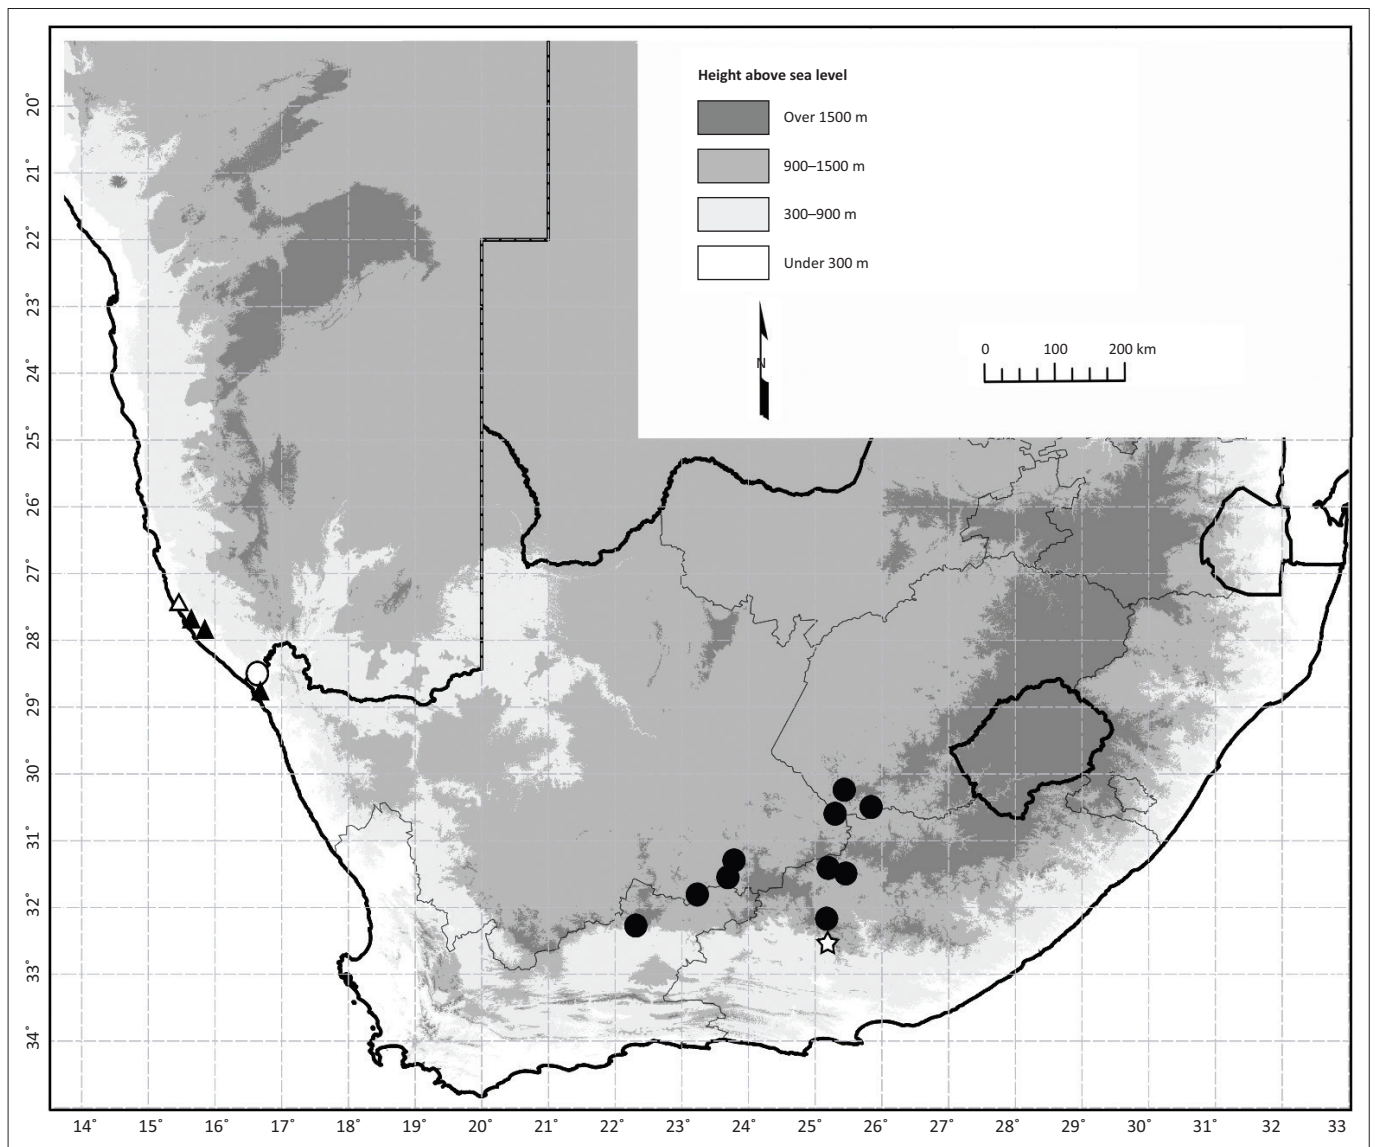 Height above sea level
Over 1500 m
900–1500 m
300–900 m
Under 300 m
N
0 100 200 km
20°
21°
22°
23°
24°
25°
26°
27°
28°
29°
30°
31°
32°
33°
34°
14° 15° 16° 17° 18° 19° 20° 21° 22° 23° 24° 25° 26° 27° 28° 29° 30° 31° 32 33